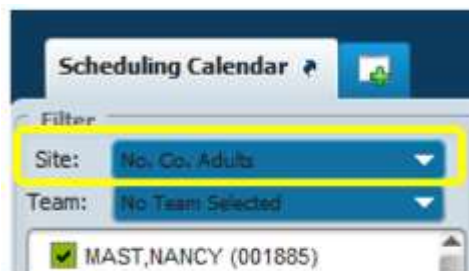 Scheduling Calendar
Filter
Site: No. Co. Adults
Team: No Team Selected
MAST,NANCY (001885)